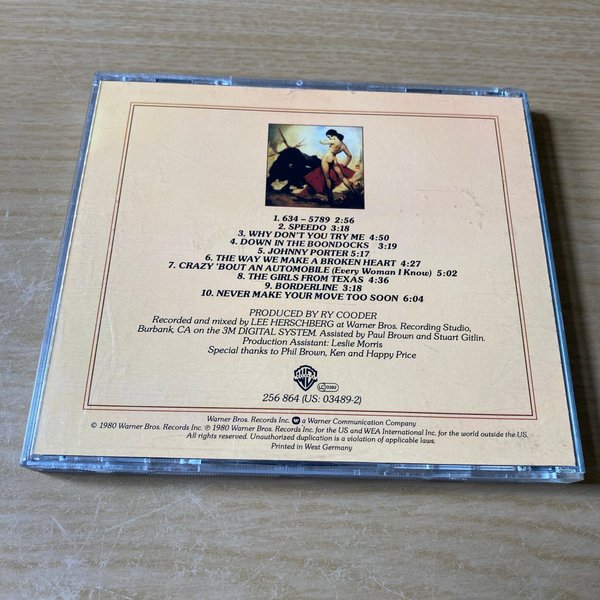 1. 634 – 5789 2:56
2. SPEEDO 3:18
3. WHY DON'T YOU TRY ME 4:50
4. DOWN IN THE BOONDOCKS 3:19
5. JOHNNY PORTER 5:17
6. THE WAY WE MAKE A BROKEN HEART 4:27
7. CRAZY 'BOUT AN AUTOMOBILE (Every Woman I Know) 5:02
8. THE GIRLS FROM TEXAS 4:36
9. BORDERLINE 3:18
10. NEVER MAKE YOUR MOVE TOO SOON 6:04
PRODUCED BY RY COODER
Recorded and mixed by LEE HERSCHBERG at Warner Bros. Recording Studio,
Burbank, CA on the 3M DIGITAL SYSTEM. Assisted by Paul Brown and Stuart Gitlin.
Production Assistant: Leslie Morris
Special thanks to Phil Brown, Ken and Happy Price
LC 0392
256 864 (US: 03489-2)
Warner Bros. Records Inc. a Warner Communication Company
© 1980 Warner Bros. Records Inc. ℗ 1980 Warner Bros. Records Inc. for the US and WEA International Inc. for the world outside the US.
All rights reserved. Unauthorized duplication is a violation of applicable laws.
Printed in West Germany